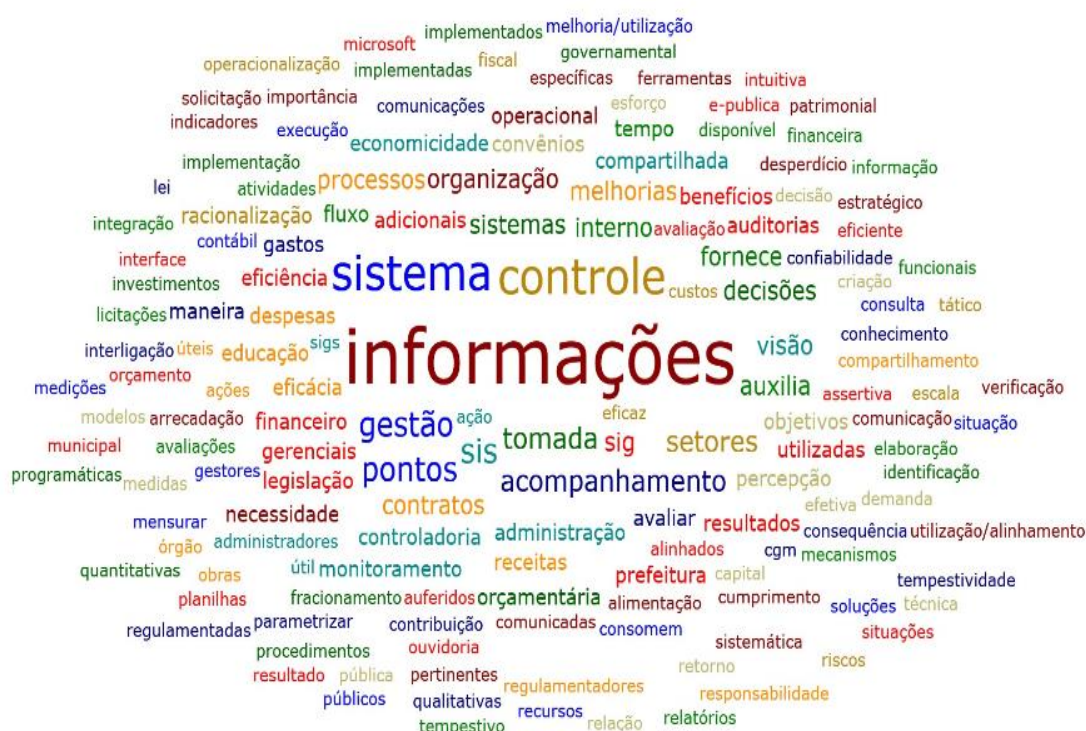 implementados melhoria/utilização
microsoft governamental
operacionalização implementadas fiscal
específicas ferramentas intuitiva
solicitação importância comunicações operacional esforço e-publica patrimonial
indicadores execução economicidade convênios tempo disponível financeira
implementação compartilhada desperdício informação
lei atividades processos organização melhorias benefícios decisão estratégico
integração racionalização fluxo adicionais sistemas interno avaliação auditorias eficiente
contábil gastos fornece confiabilidade funcionais
interface eficiência sistema controle custos decisões criação
investimentos consulta tático
licitações maneira despesas conhecimento
interligação úteis educação sigs informações visão compartilhamento
medições orçamento ações eficácia auxilia assertiva escala verificação
modelos arrecadação financeiro gestão ação eficaz objetivos comunicação situação
municipal avaliações gerenciais sis tomada sig setores utilizadas elaboração
programáticas medidas gestores legislação pontos acompanhamento percepção identificação
contratos efetiva demanda
mensurar necessidade avaliar resultados consequência utilização/alinhamento
órgão administradores controladoria administração alinhados cgm mecanismos
quantitativas obras útil monitoramento receitas prefeitura capital tempestividade
planilhas fracionamento auferidos orçamentária alimentação cumprimento soluções técnica
regulamentadas parametrizar contribuição comunicadas consomem situações
procedimentos ouvidoria sistemática
resultado pública pertinentes retorno riscos
públicos qualitativas regulamentadores responsabilidade
tempestivo recursos relação relatórios